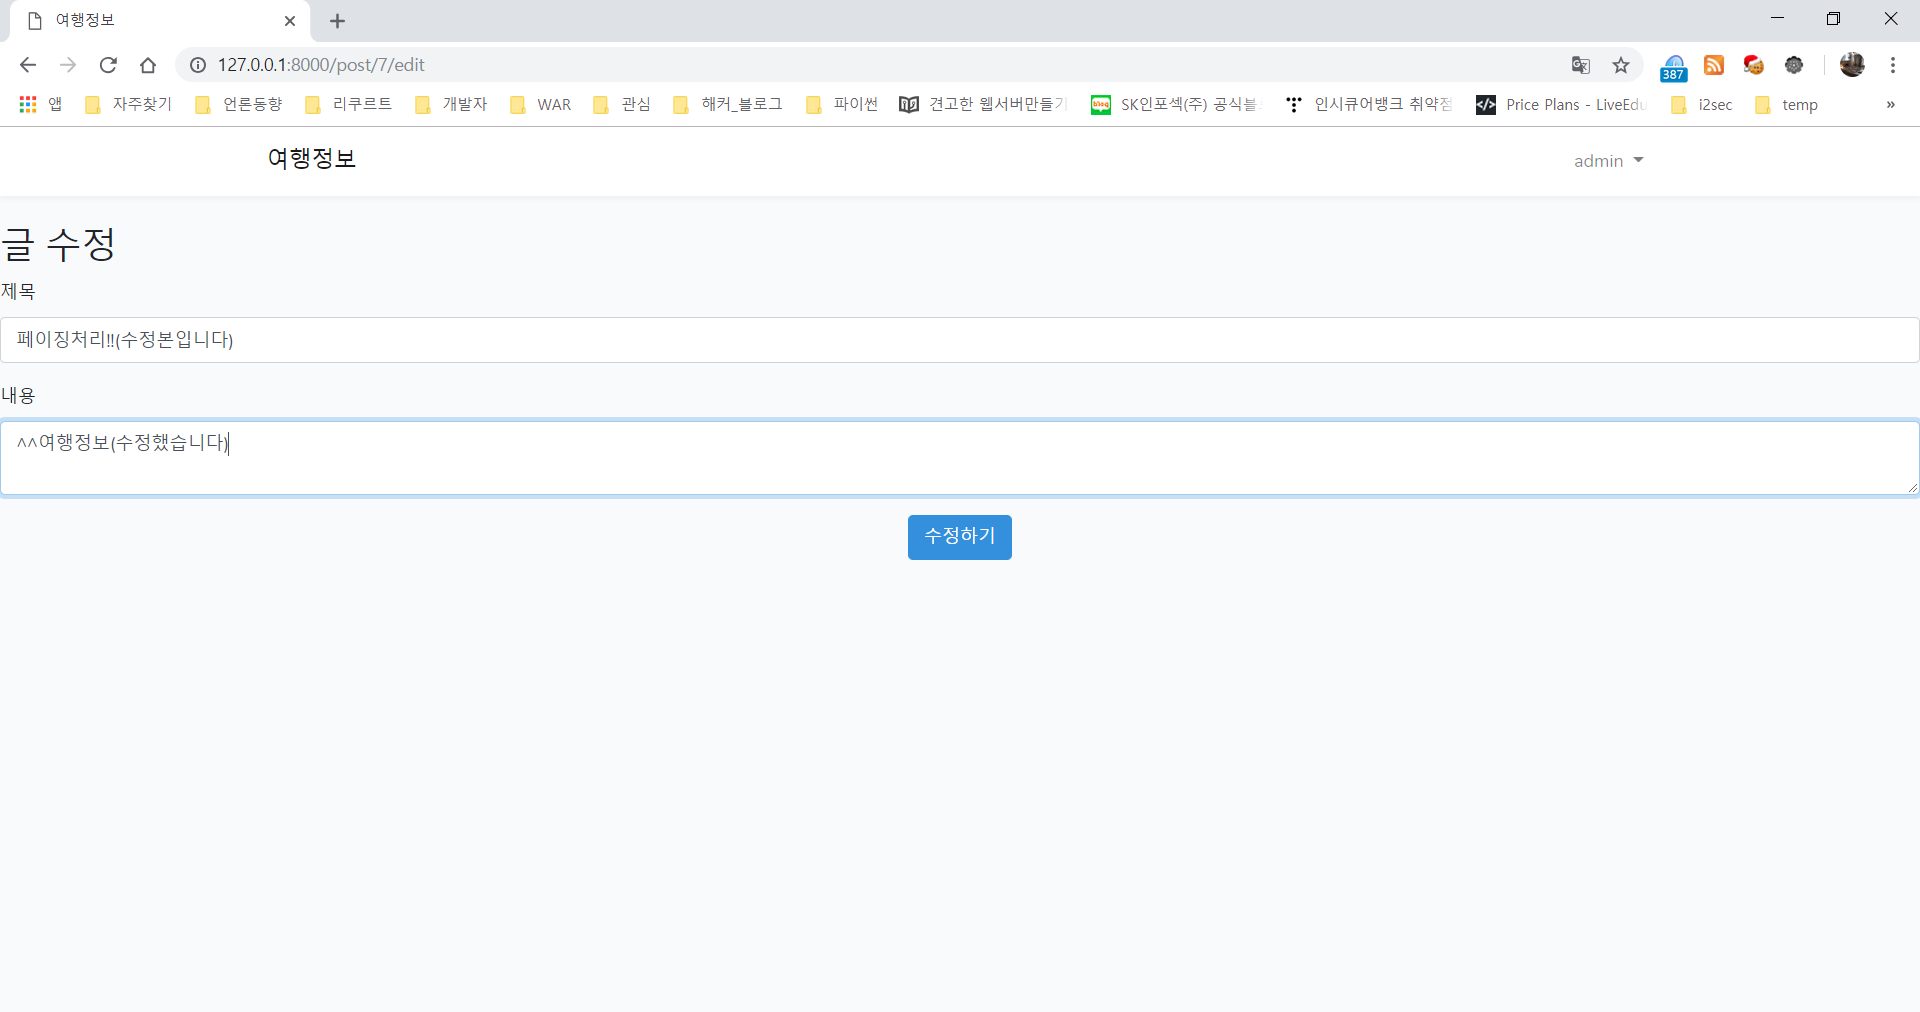 여행정보
127.0.0.1:8000/post/7/edit
387
앱 자주찾기 언론동향 리쿠르트 개발자 WAR 관심 해커_블로그 파이썬 견고한 웹서버만들기 SK인포섹(주) 공식블 인시큐어뱅크 취약점 Price Plans - LiveEdu i2sec temp »
여행정보 admin
글 수정
제목
페이징처리!!(수정본입니다)
내용
^^여행정보(수정했습니다)
수정하기